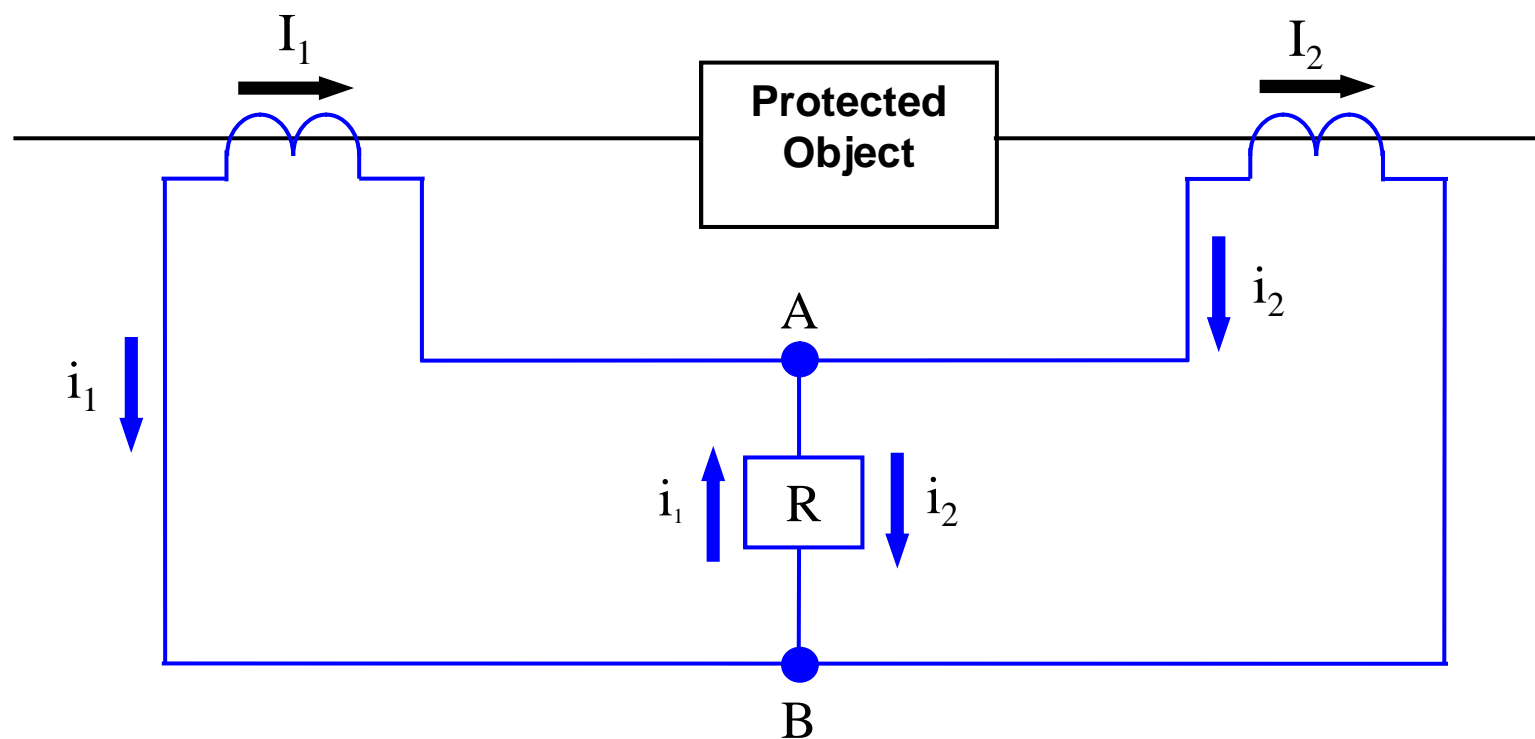 I₁
I₂
Protected
Object
i₂
A
i₁
i₁
R
i₂
B